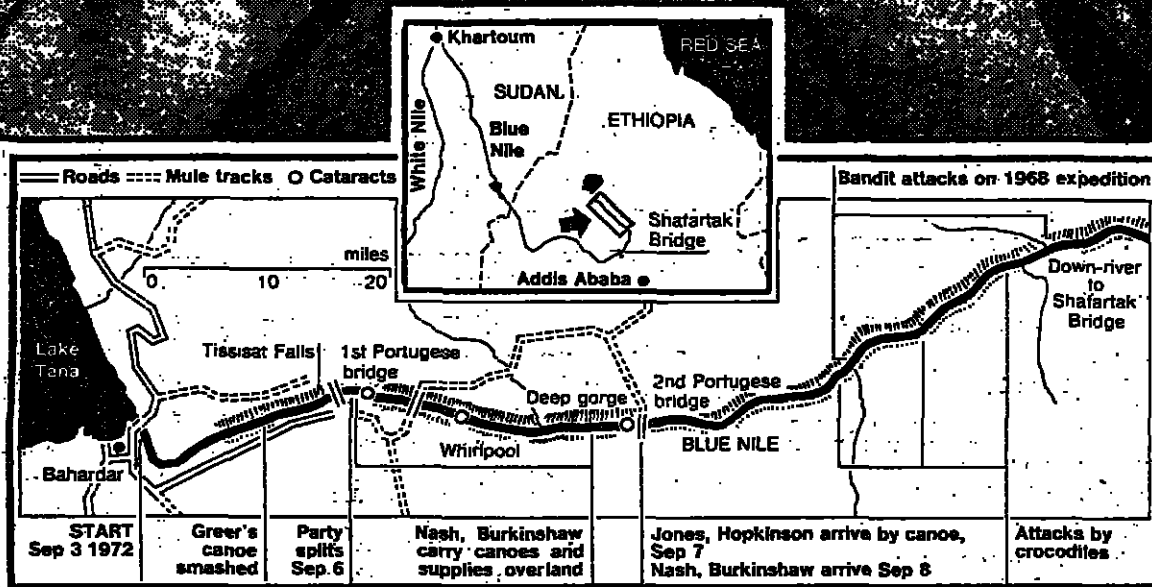 Khartoum
RED SEA
SUDAN
White Nile
Blue
Nile
ETHIOPIA
Shafartak
Bridge
Addis Ababa
Roads Mule tracks Cataracts
Bandit attacks on 1968 expedition
miles
0 10 20
Lake
Tana
Tissisat Falls
1st Portugese
bridge
Deep gorge
2nd Portugese
bridge
Down-river
to
Shafartak
Bridge
Whirlpool
BLUE NILE
Bahardar
START
Sep 3 1972
Greer's
canoe
smashed
Party
splits
Sep. 6
Nash, Burkinshaw
carry canoes and
supplies overland
Jones, Hopkinson arrive by canoe,
Sep 7
Nash, Burkinshaw arrive Sep 8
Attacks by
crocodiles